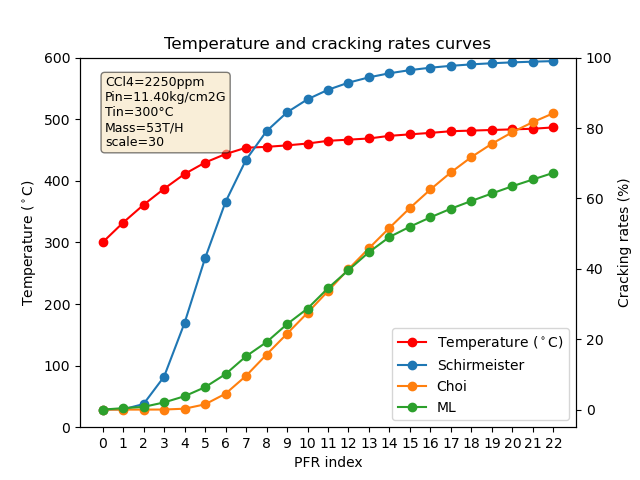 Temperature and cracking rates curves
CCl4=2250ppm
Pin=11.40kg/cm2G
Tin=300°C
Mass=53T/H
scale=30
600
500
400
300
200
100
0
Temperature (°C)
100
80
60
40
20
0
Cracking rates (%)
Temperature (°C)
Schirmeister
Choi
ML
0 1 2 3 4 5 6 7 8 9 10 11 12 13 14 15 16 17 18 19 20 21 22
PFR index